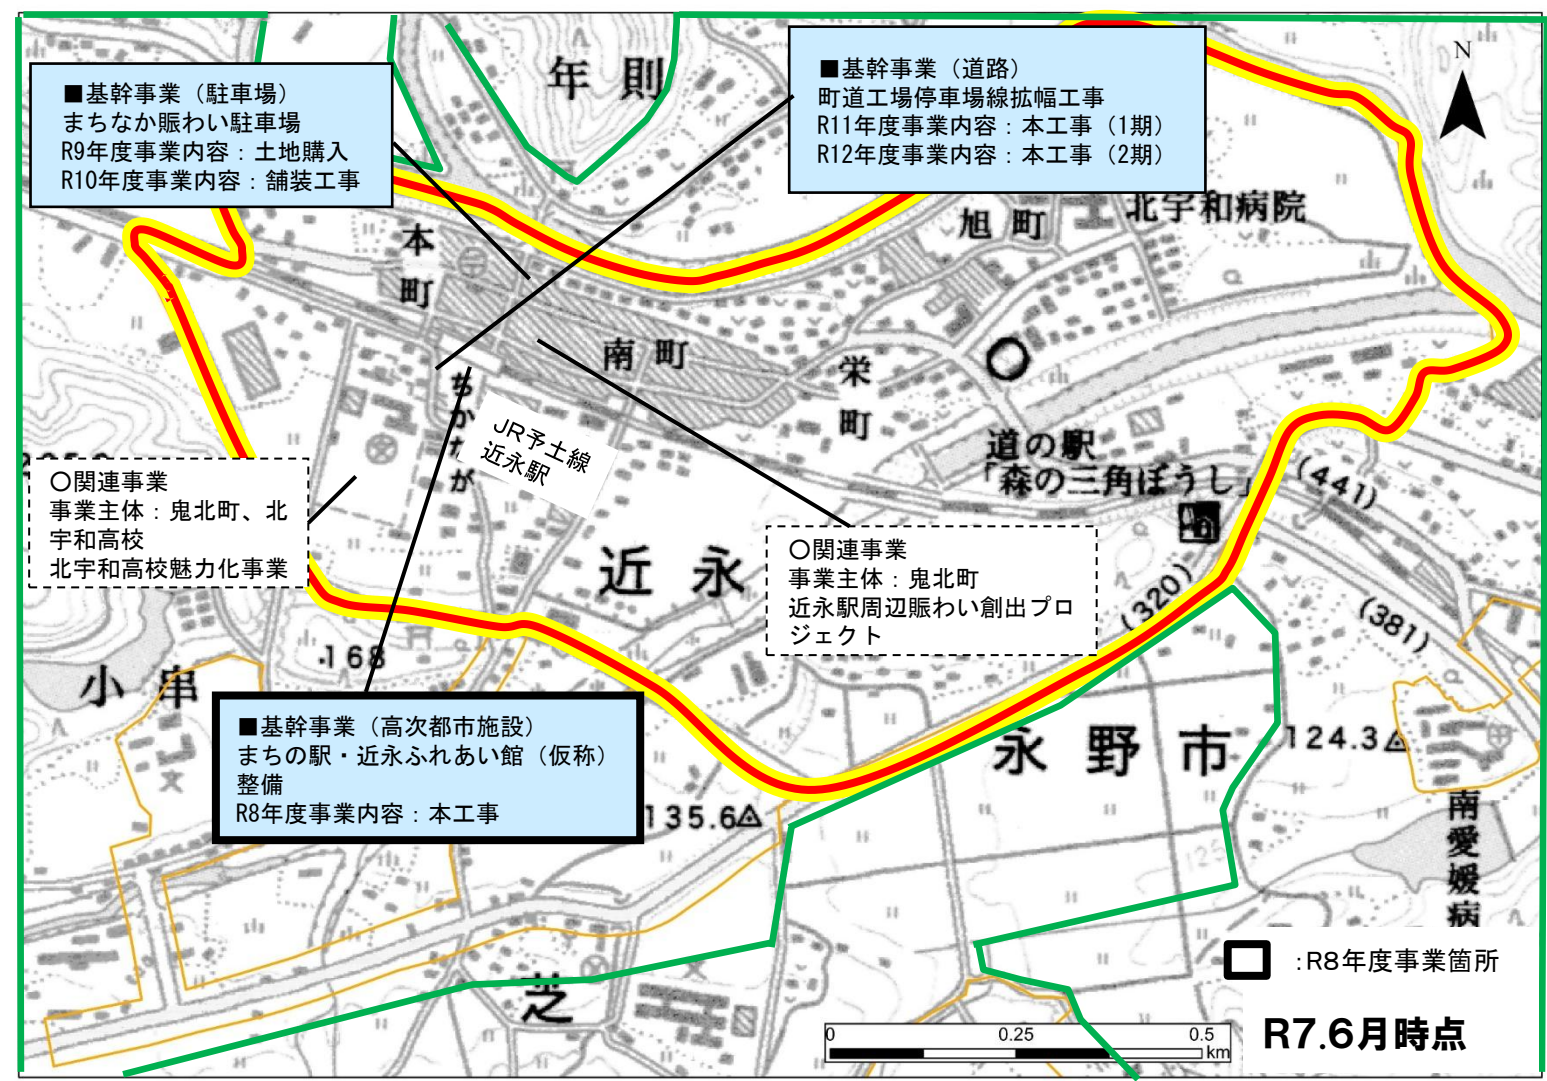 年則
N
■基幹事業（駐車場）
まちなか賑わい駐車場
R9年度事業内容：土地購入
R10年度事業内容：舗装工事
■基幹事業（道路）
町道工場停車場線拡幅工事
R11年度事業内容：本工事（1期）
R12年度事業内容：本工事（2期）
北宇和病院
旭町
本町
南町
栄町
ちかなが
JR予土線
近永駅
道の駅
「森の三角ぼうし」
(441)
〇関連事業
事業主体：鬼北町、北
宇和高校
北宇和高校魅力化事業
近永
〇関連事業
事業主体：鬼北町
近永駅周辺賑わい創出プロ
ジェクト
(320)
(381)
小串
168
■基幹事業（高次都市施設）
まちの駅・近永ふれあい館（仮称）
整備
R8年度事業内容：本工事
135.6
永野市
124.3
南愛媛病
芝
:R8年度事業箇所
0 0.25 0.5
km
R7.6月時点